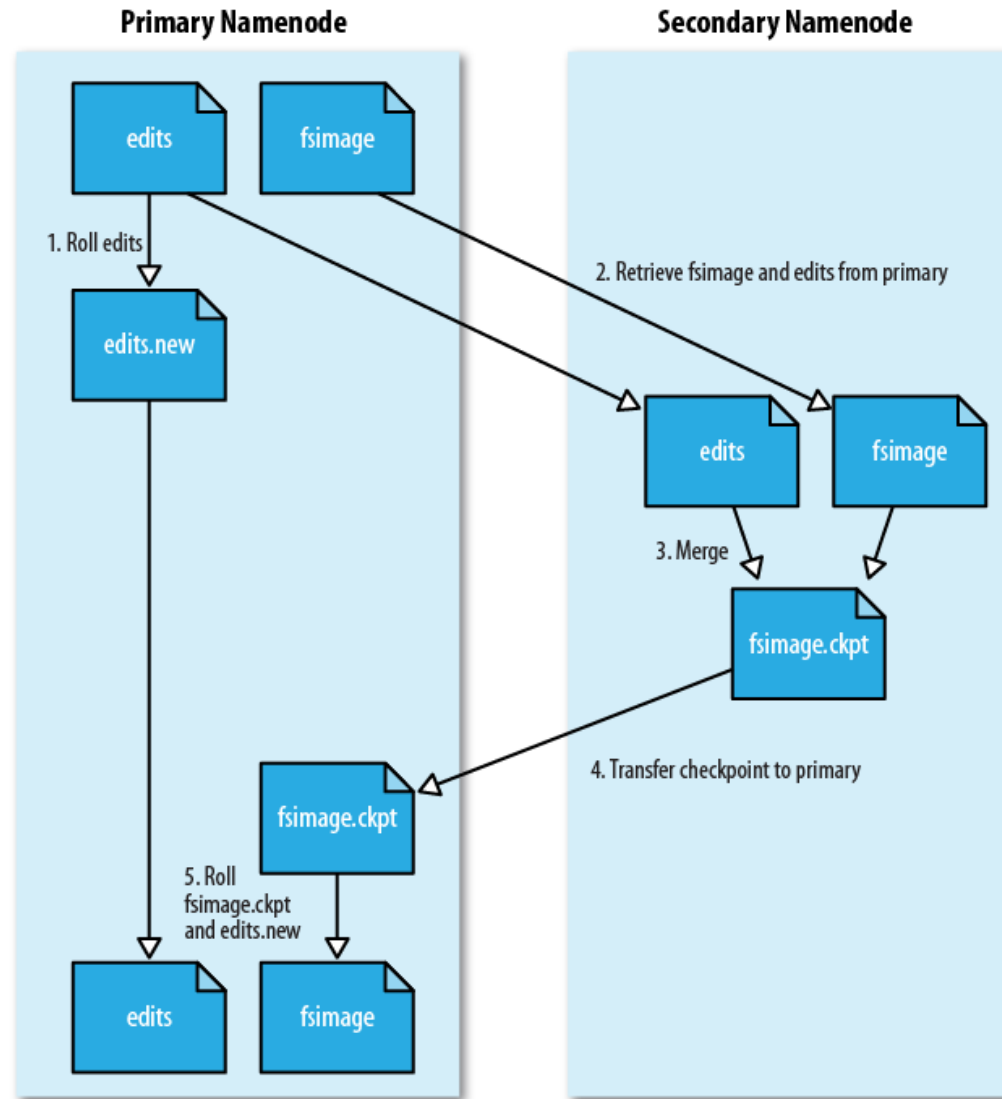 Primary Namenode
Secondary Namenode
edits
fsimage
1. Roll edits
2. Retrieve fsimage and edits from primary
edits.new
edits
fsimage
3. Merge
fsimage.ckpt
4. Transfer checkpoint to primary
fsimage.ckpt
5. Roll
fsimage.ckpt
and edits.new
edits
fsimage